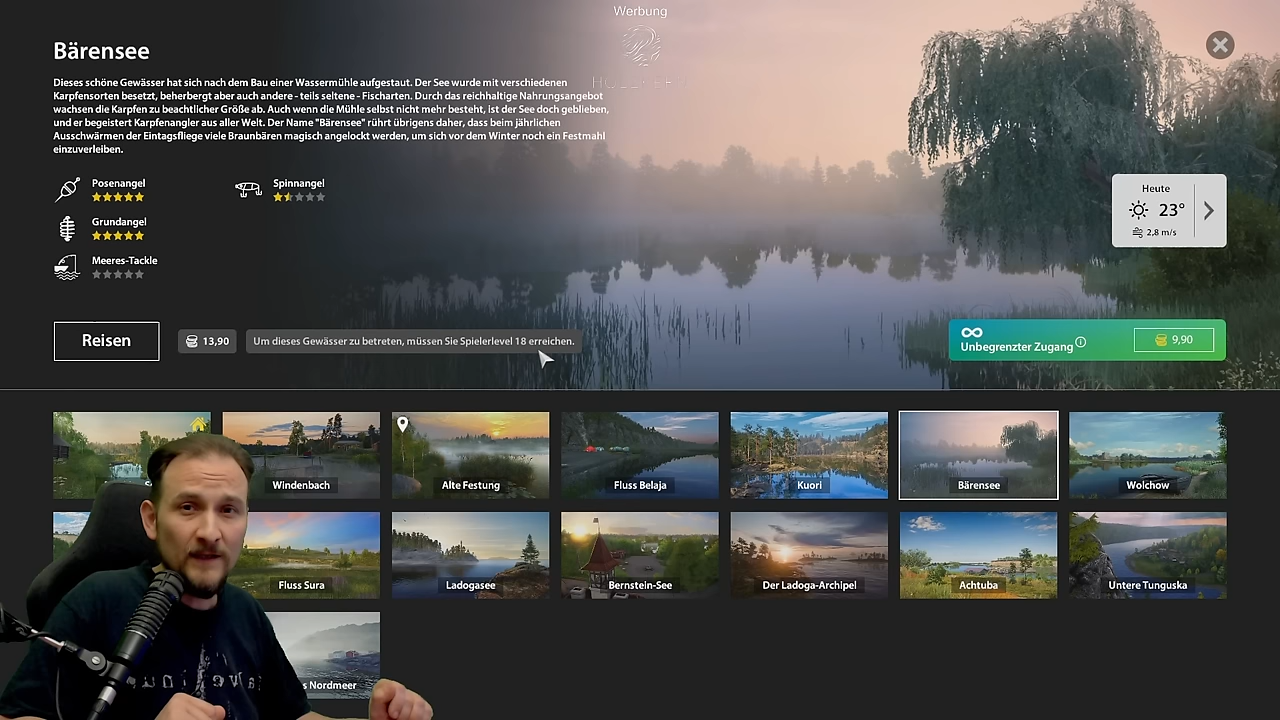 Werbung
Bärensee
Dieses schöne Gewässer hat sich nach dem Bau einer Wassermühle aufgestaut. Der See wurde mit verschiedenen
Karpfensorten besetzt, beherbergt aber auch andere - teils seltene - Fischarten. Durch das reichhaltige Nahrungsangebot
wachsen die Karpfen zu beachtlicher Größe ab. Auch wenn die Mühle selbst nicht mehr besteht, ist der See doch geblieben,
und er begeistert Karpfenangler aus aller Welt. Der Name "Bärensee" rührt übrigens daher, dass beim jährlichen
Ausschwärmen der Eintagsfliege viele Braunbären magisch angelockt werden, um sich vor dem Winter noch ein Festmahl
einzuverleiben.
Posenangel
Spinnangel
Grundangel
Meeres-Tackle
Heute
23°
2,8 m/s
Reisen
13,90
Um dieses Gewässer zu betreten, müssen Sie Spielerlevel 18 erreichen.
Unbegrenzter Zugang
9,90
Windenbach
Alte Festung
Fluss Belaja
Kuori
Bärensee
Wolchow
Fluss Sura
Ladogasee
Bernstein-See
Der Ladoga-Archipel
Achtuba
Untere Tunguska
s Nordmeer